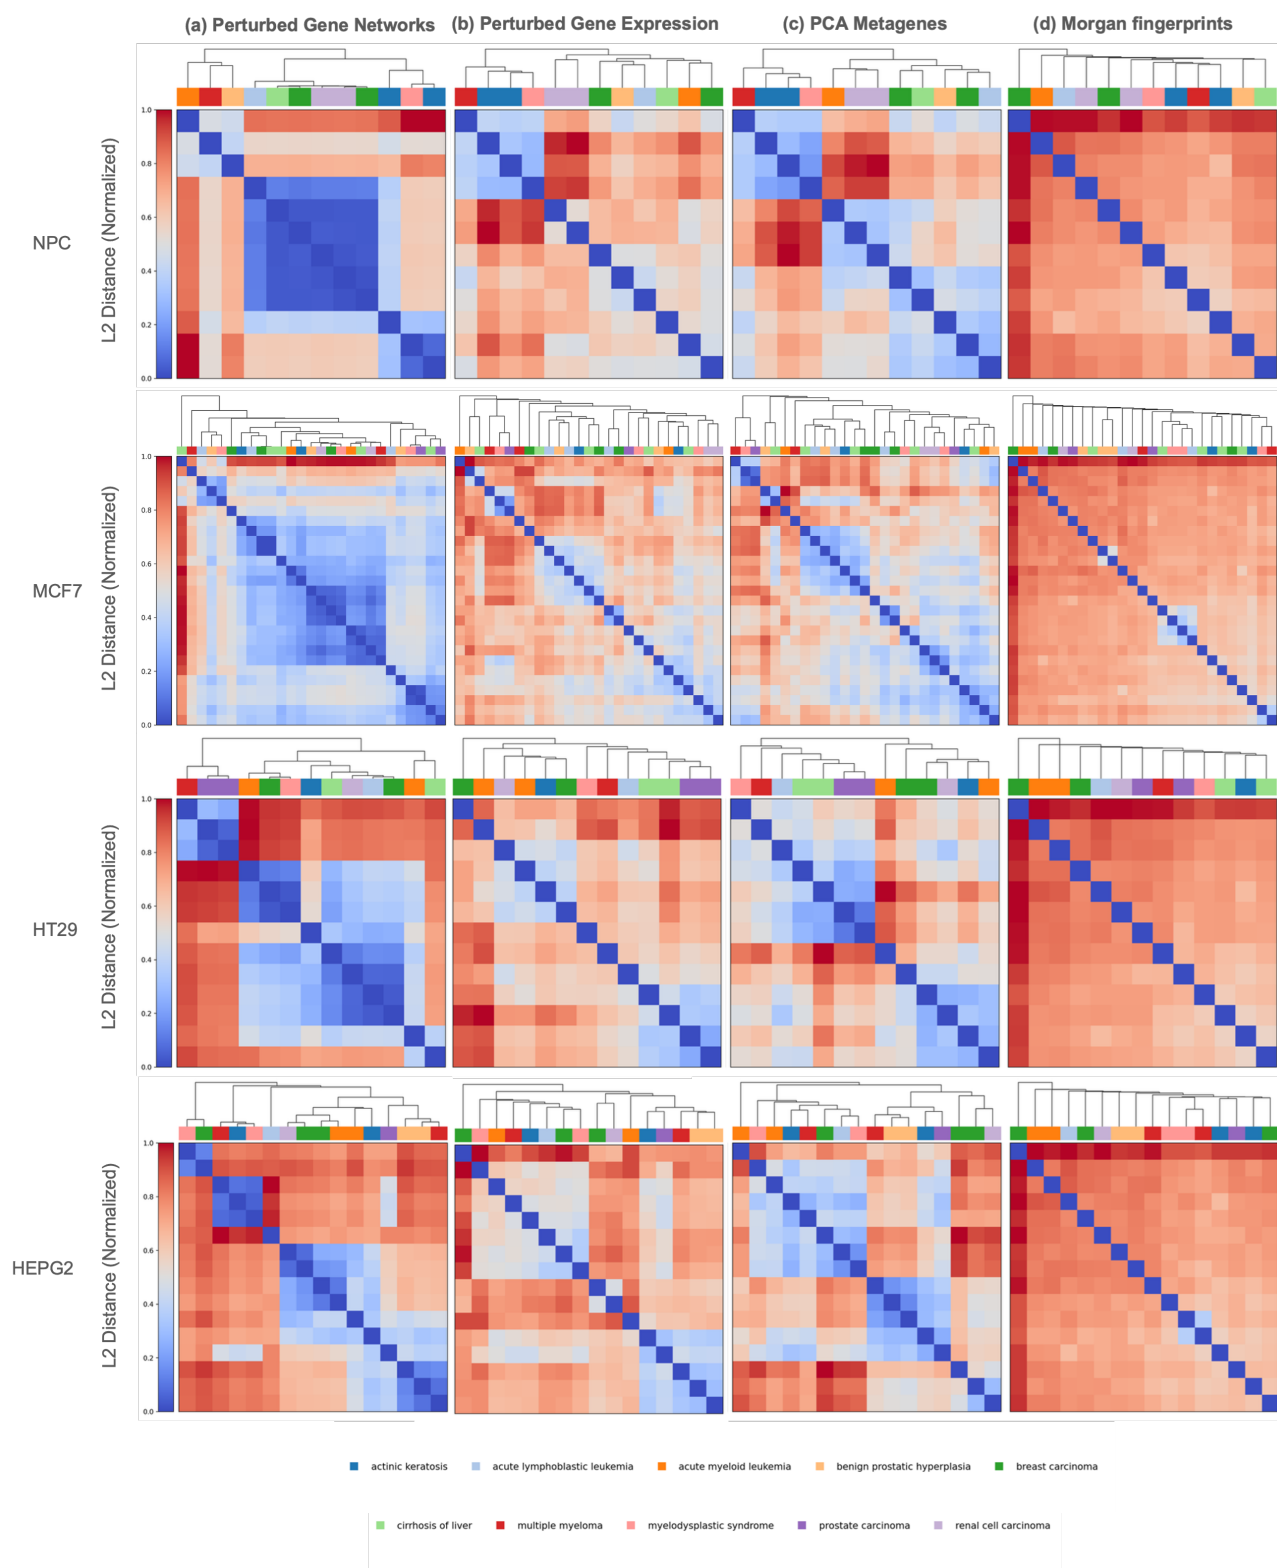 (a) Perturbed Gene Networks (b) Perturbed Gene Expression (c) PCA Metagenes (d) Morgan fingerprints
NPC
L2 Distance (Normalized)
1.0
0.8
0.6
0.4
0.2
0.0
MCF7
L2 Distance (Normalized)
1.0
0.8
0.6
0.4
0.2
0.0
HT29
L2 Distance (Normalized)
1.0
0.8
0.6
0.4
0.2
0.0
HEPG2
L2 Distance (Normalized)
1.0
0.8
0.6
0.4
0.2
0.0
actinic keratosis acute lymphoblastic leukemia acute myeloid leukemia benign prostatic hyperplasia breast carcinoma
cirrhosis of liver multiple myeloma myelodysplastic syndrome prostate carcinoma renal cell carcinoma